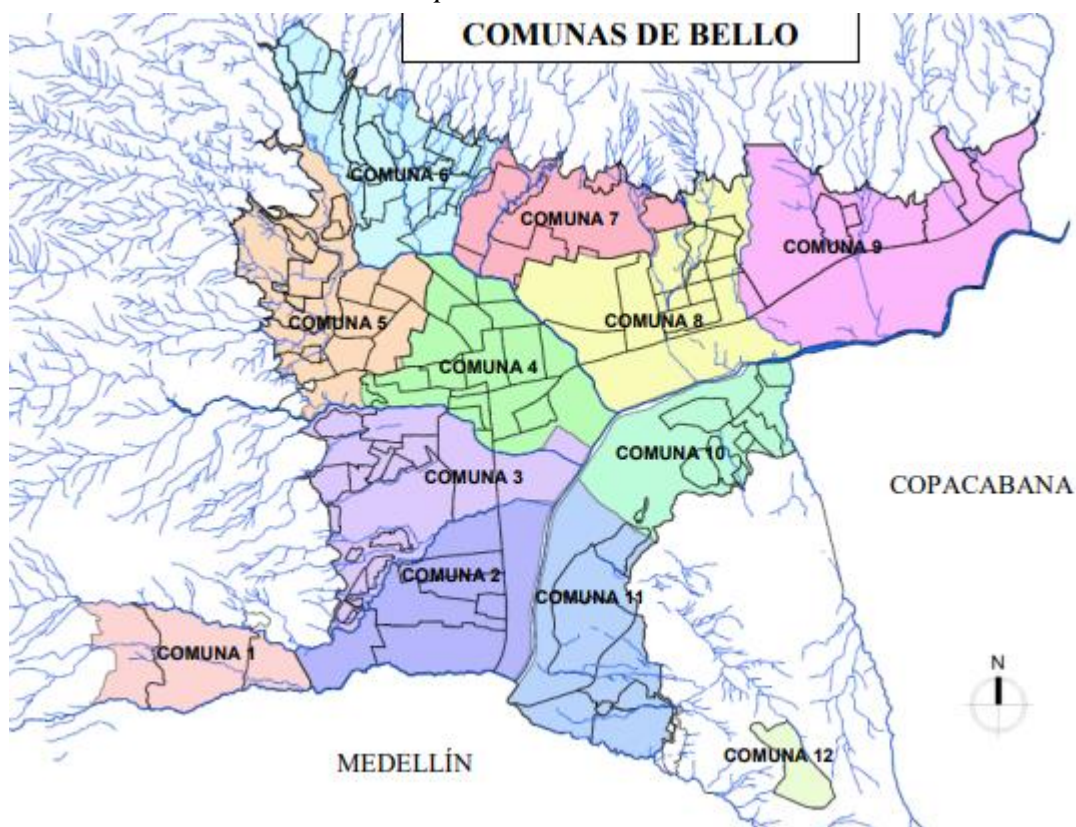 COMUNAS DE BELLO
COMUNA 6
COMUNA 7
COMUNA 9
COMUNA 5
COMUNA 8
COMUNA 4
COMUNA 10
COMUNA 3
COPACABANA
COMUNA 2
COMUNA 11
COMUNA 1
N
MEDELLÍN
COMUNA 12